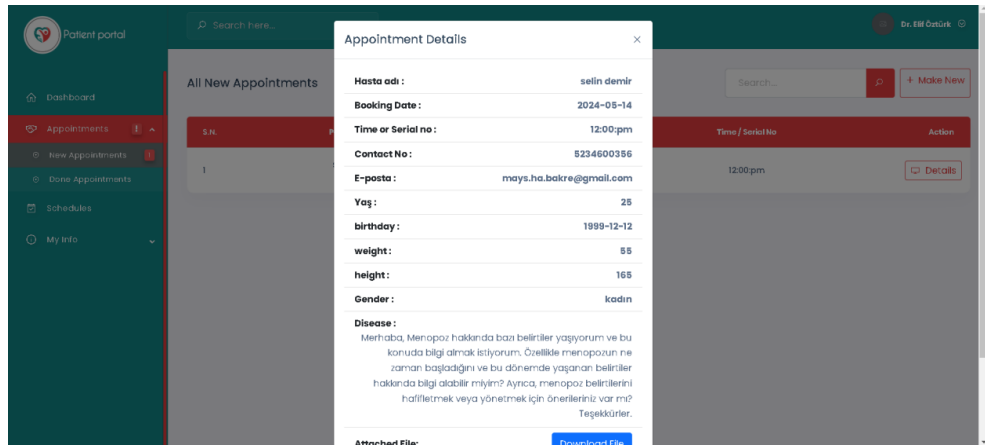 Patient portal
Search here...
Dr. Elif Öztürk
Dashboard
Appointments
New Appointments
Done Appointments
Schedules
My Info
All New Appointments
Search...
+ Make New
S.N.
Time / Serial No
Action
1
12:00:pm
Details
Appointment Details
Hasta adı : selin demir
Booking Date : 2024-05-14
Time or Serial no : 12:00:pm
Contact No : 5234600356
E-posta : mays.ha.bakre@gmail.com
Yaş : 25
birthday : 1999-12-12
weight : 55
height : 165
Gender : kadın
Disease :
Merhaba, Menopoz hakkında bazı belirtiler yaşıyorum ve bu
konuda bilgi almak istiyorum. Özellikle menopozun ne
zaman başladığını ve bu dönemde yaşanan belirtiler
hakkında bilgi alabilir miyim? Ayrıca, menopoz belirtilerini
hafifletmek veya yönetmek için önerileriniz var mı?
Teşekkürler.
Attached File: Download File